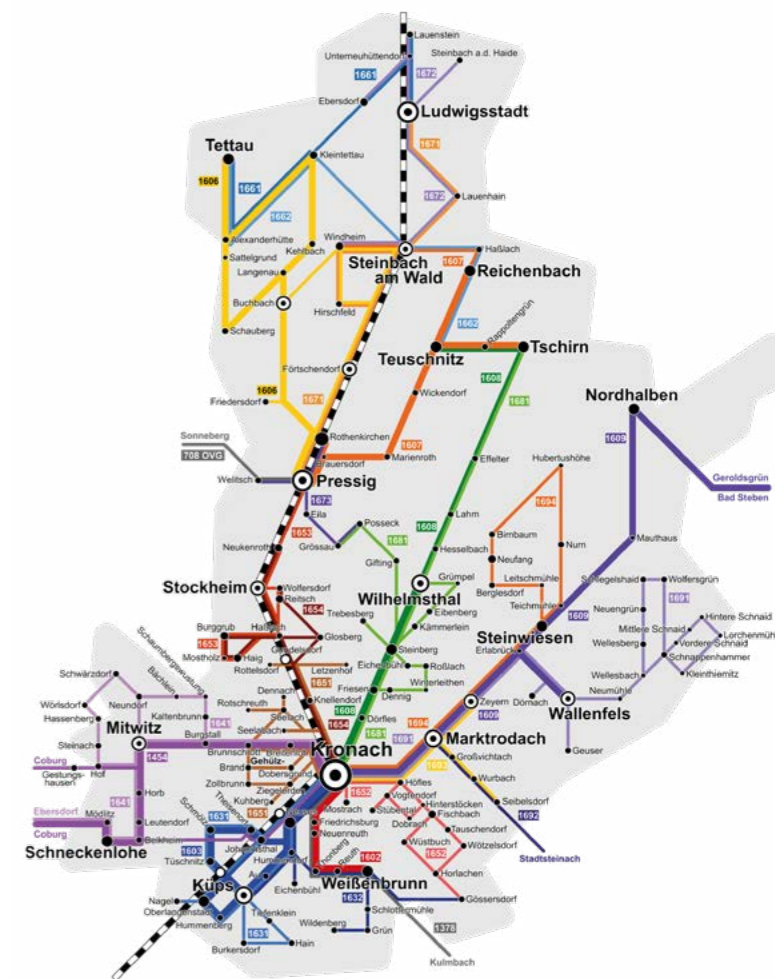 Lauenstein
Unterneuhüttendorf
Steinbach a.d. Haide
1661
1672
Ebersdorf
Ludwigsstadt
Tettau
Kleintettau
1671
1606
1661
1672
Lauenhain
1662
Alexanderhütte
Windheim
Kehlbach
Haßlach
Sattelgrund
Steinbach
am Wald
1607
Reichenbach
Langenau
Buchbach
Hirschfeld
1662
Rappoltengrün
Schauberg
Teuschnitz
Tschirn
Förtschendorf
1608
1606
1671
Wickendorf
1681
Nordhalben
Friedersdorf
Sonneberg
Rothenkirchen
1607
1609
708 OVG
Brauersdorf
Marienroth
Effelter
Hubertushöhe
Geroldsgrün
Welitsch
Pressig
Bad Steben
1673
1694
Eila
Posseck
1608
Lahm
1653
1681
Birnbaum
Mauthaus
Neukenroth
Grössau
Hesselbach
Nurn
Gifting
Neufang
Stockheim
Wolfersdorf
Grümpel
Leitschmühle
Wolfersgrün
Reitsch
Wilhelmsthal
Berglesdorf
1691
1654
Trebesberg
Eibenberg
Teichmühle
1609
Neuengrün
Hintere Schnaid
Burggrub
Haßlach
Kämmerlein
Steinwiesen
Mittlere Schnaid
Lorchenmühle
Glosberg
1653
Wellesberg
Vordere Schnaid
Mostholz
Haig
Gundelsdorf
Steinberg
Erlabrück
Schnappenhammer
Schaumbergswustung
Eichenbühl
Roßlach
Rottelsdorf
Letzenhof
Wellesbach
Kleinthiemitz
Schwärzdorf
Bächlein
1651
Friesen
Winterleithen
Dennach
Knellendorf
Dennig
Zeyern
Dörnach
Neumühle
Wörlsdorf
Neundorf
Rotschreuth
1608
1609
Wallenfels
Hassenberg
Kaltenbrunn
1641
Seelach
1654
Dörfles
1694
Mitwitz
Burgstall
Seelabach
1681
1691
Marktrodach
Geuser
Steinach
1454
Brunnschrott
Kronach
1693
Großvichtach
Coburg
Gehülz-
Höfles
Gestungs-
hausen
Hof
Brand
Dobersgrund
Wurbach
1652
Vogtendorf
Zollbrunn
Ziegelerden
Mostrach
Hinterstöcken
Seibelsdorf
1641
Horb
Kuhberg
Stübental
Fischbach
1692
Ebersdorf
Mödlitz
1651
Friedrichsburg
Dobrach
Leutendorf
Schmölz
Theisenort
1631
Neuenreuth
Tauschendorf
Stadtsteinach
Coburg
Beikheim
Johannisthal
Wüstbuch
Wötzelsdorf
Schneckenlohe
1603
Reuth
1602
1652
Tüschnitz
Weißenbrunn
Horlachen
Küps
Au
Eichenbühl
1632
Gössersdorf
Nagel
Schlottermühle
Oberlangenstadt
Tiefenklein
Wildenberg
1378
Hummenberg
1631
Grün
Burkersdorf
Hain
Kulmbach